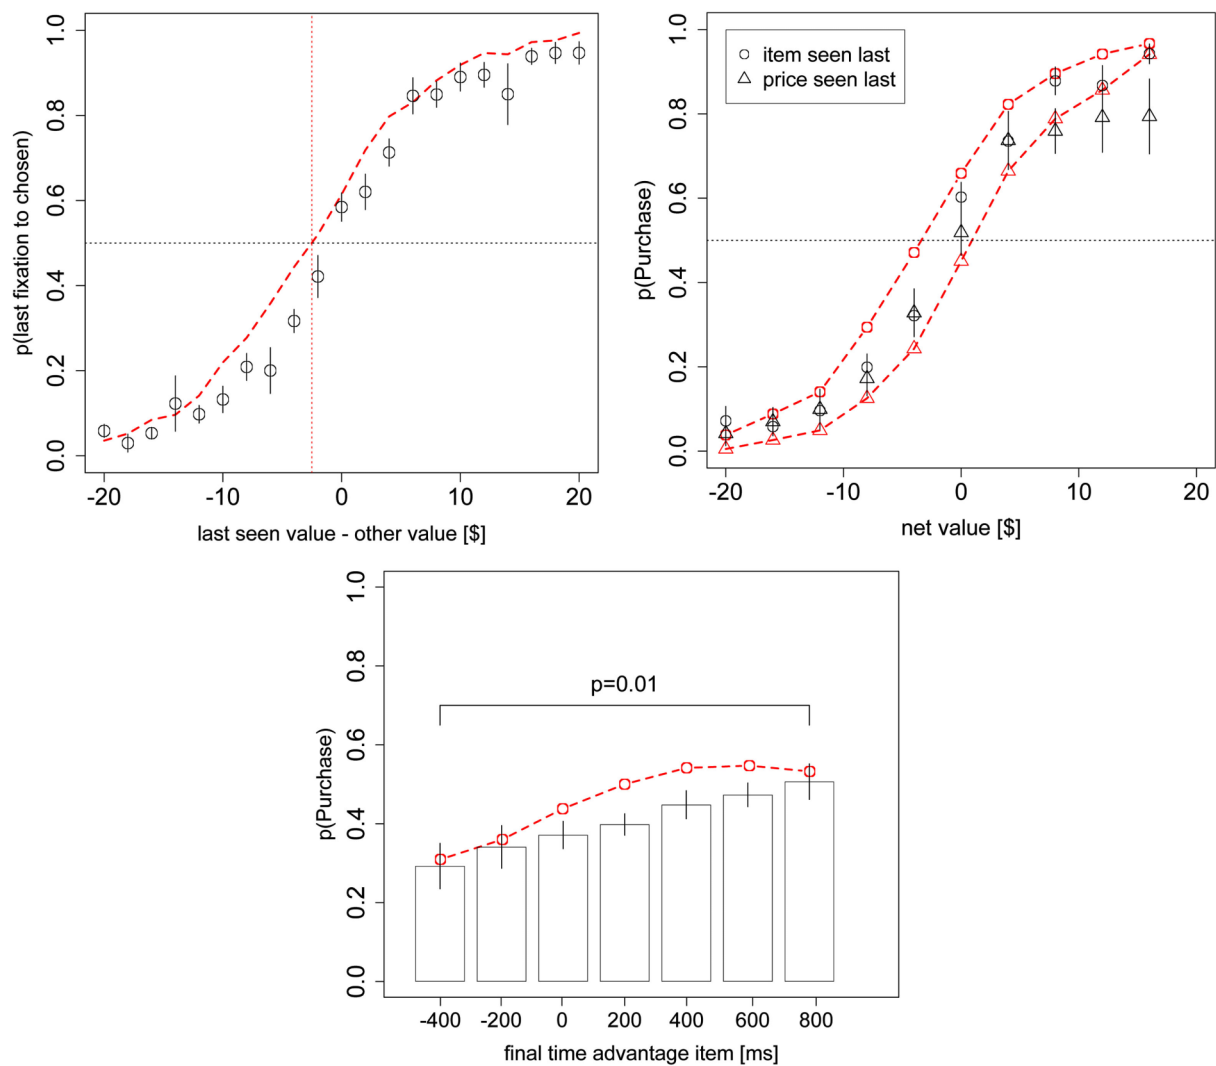 p(last fixation to chosen)
1.0
0.8
0.6
0.4
0.2
0.0
-20 -10 0 10 20
last seen value - other value [$]
p(Purchase)
1.0
0.8
0.6
0.4
0.2
0.0
item seen last
price seen last
-20 -10 0 10 20
net value [$]
p(Purchase)
1.0
0.8
0.6
0.4
0.2
0.0
p=0.01
-400 -200 0 200 400 600 800
final time advantage item [ms]